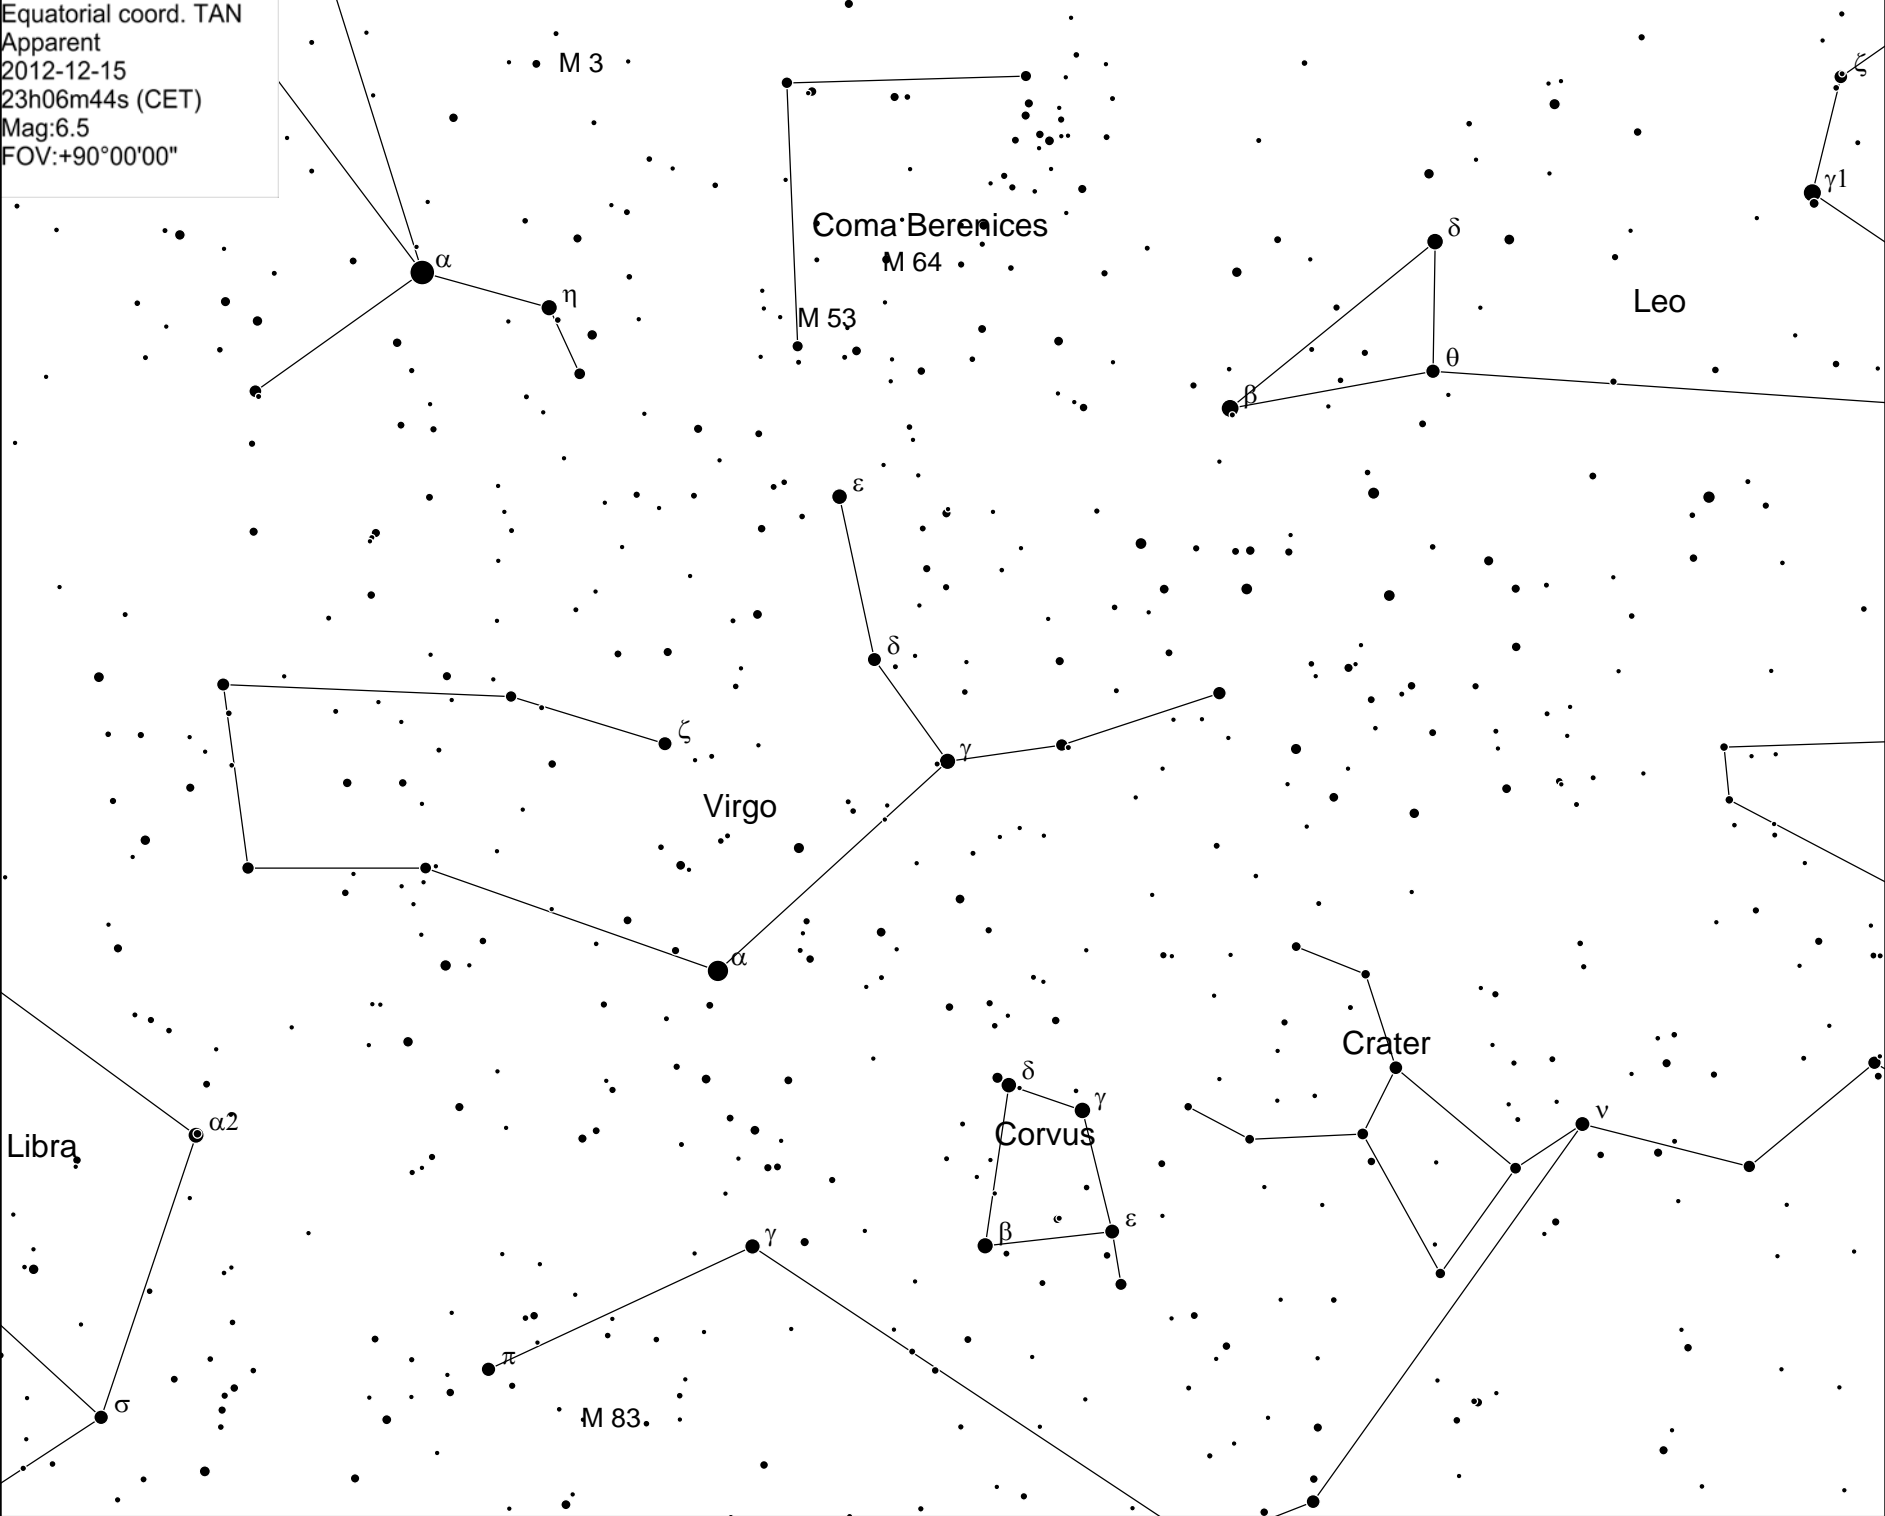 Equatorial coord. TAN
Apparent
2012-12-15
23h06m44s (CET)
Mag:6.5
FOV:+90°00'00"
M 3
ζ
γ1
Coma Berenices
δ
α
M 64
η
Leo
M 53
θ
β
ε
δ
ζ
γ
Virgo
α
Crater
δ
γ
ν
α2
Corvus
Libra
ε
β
γ
π
σ
M 83